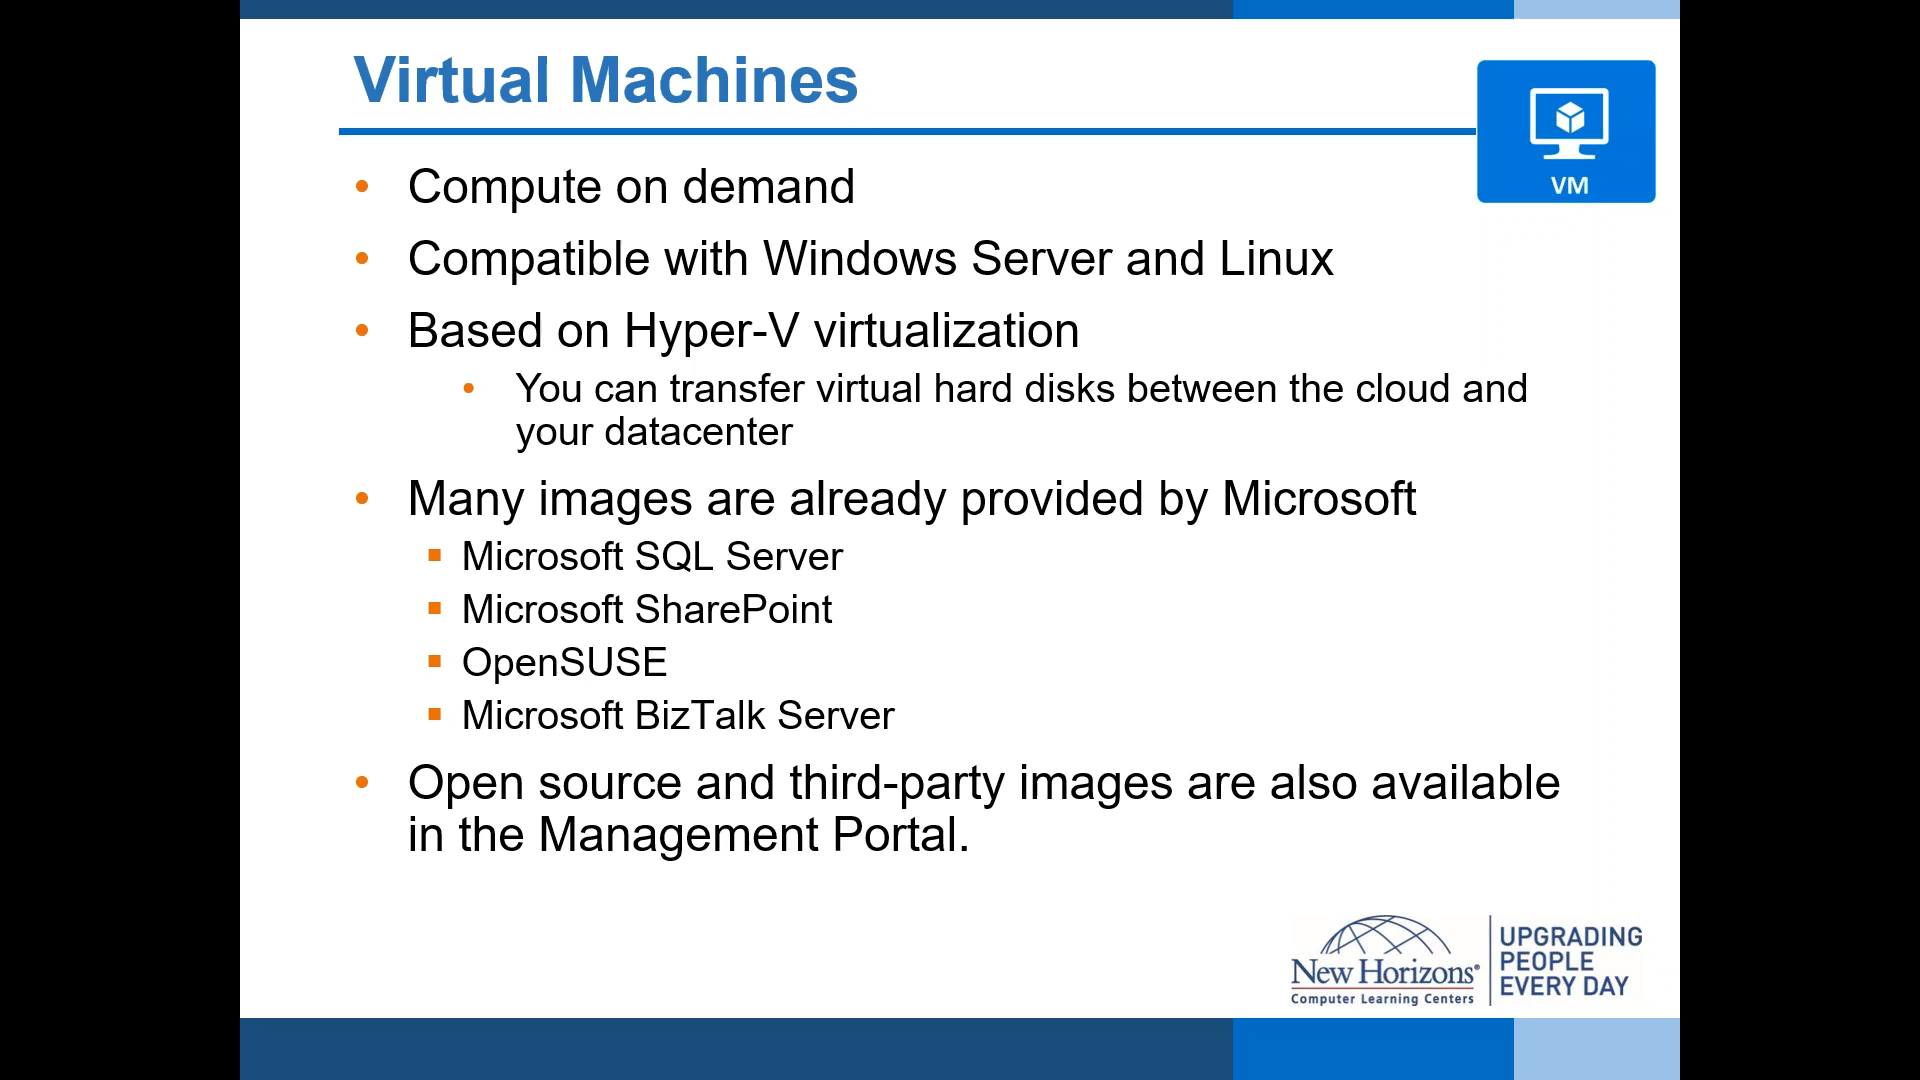 Virtual Machines
VM
• Compute on demand
• Compatible with Windows Server and Linux
• Based on Hyper-V virtualization
• You can transfer virtual hard disks between the cloud and
your datacenter
• Many images are already provided by Microsoft
▪ Microsoft SQL Server
▪ Microsoft SharePoint
▪ OpenSUSE
▪ Microsoft BizTalk Server
• Open source and third-party images are also available
in the Management Portal.
New Horizons®
Computer Learning Centers
UPGRADING
PEOPLE
EVERY DAY